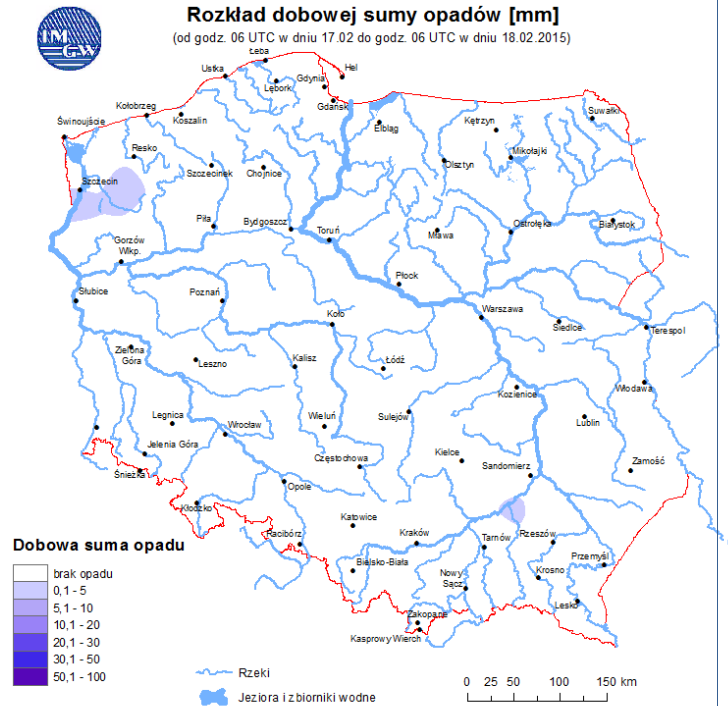 Rozkład dobowej sumy opadów [mm]
(od godz. 06 UTC w dniu 17.02 do godz. 06 UTC w dniu 18.02.2015)
IM
GW
Łeba
Ustka
Hel
Gdynia
Lębork
Gdańsk
Kołobrzeg
Koszalin
Suwałki
Świnoujście
Elbląg
Kętrzyn
Resko
Mikołajki
Olsztyn
Szczecinek
Chojnice
Szczecin
Piła
Bydgoszcz
Toruń
Mława
Ostrołęka
Białystok
Gorzów
Wlkp.
Płock
Słubice
Poznań
Koło
Warszawa
Siedlce
Terespol
Zielona
Góra
Leszno
Kalisz
Łódź
Kozienice
Włodawa
Legnica
Wrocław
Wieluń
Sulejów
Lublin
Jelenia Góra
Kielce
Częstochowa
Sandomierz
Zamość
Śnieżka
Opole
Kłodzko
Katowice
Racibórz
Kraków
Tarnów
Rzeszów
Przemyśl
Bielsko-Biała
Nowy
Sącz
Krosno
Lesko
Zakopane
Kasprowy Wierch
Dobowa suma opadu
brak opadu
0,1 - 5
5,1 - 10
10,1 - 20
20,1 - 30
30,1 - 50
50,1 - 100
Rzeki
Jeziora i zbiorniki wodne
0 25 50 100 150 km